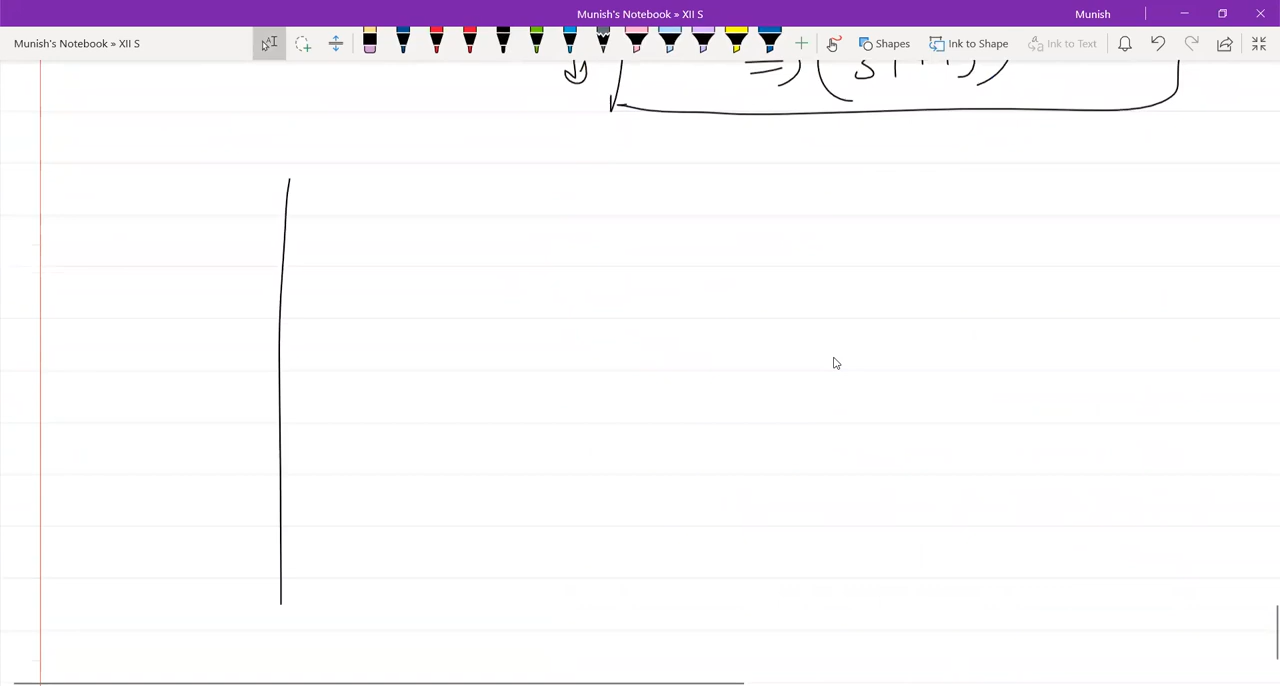 Munish's Notebook » XII S
Munish
Munish's Notebook » XII S
Shapes
Ink to Shape
Ink to Text